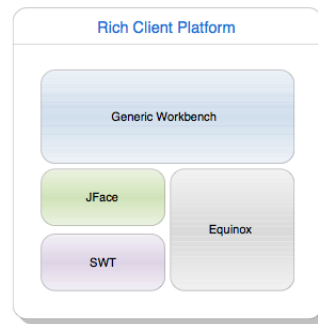 Rich Client Platform
Generic Workbench
JFace
Equinox
SWT